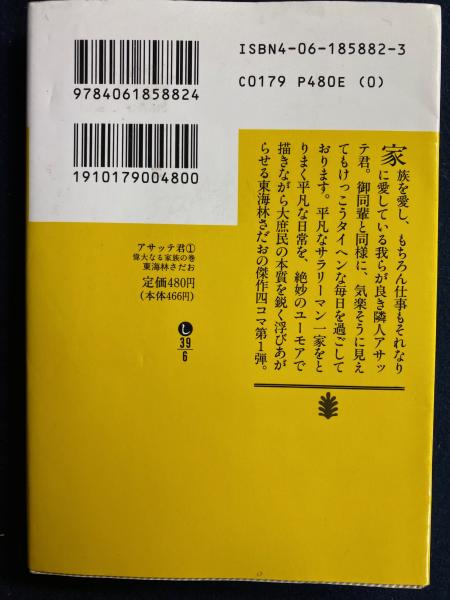 ISBN4-06-185882-3
C0179 P480E (0)
9784061858824
1910179004800
アサッテ君①
偉大なる家族の巻
東海林さだお
定価480円
(本体466円)
し
39
6
家族を愛し、もちろん仕事もそれなり
に愛している我らが良き隣人アサッ
テ君。御同輩と同様に、気楽そうに見え
てもけっこうタイヘンな毎日を過ごして
おります。平凡なサラリーマン一家をと
りまく平凡な日常を、絶妙のユーモアで
描きながら大庶民の本質を鋭く浮びあが
らせる東海林さだおの傑作四コマ第1弾。